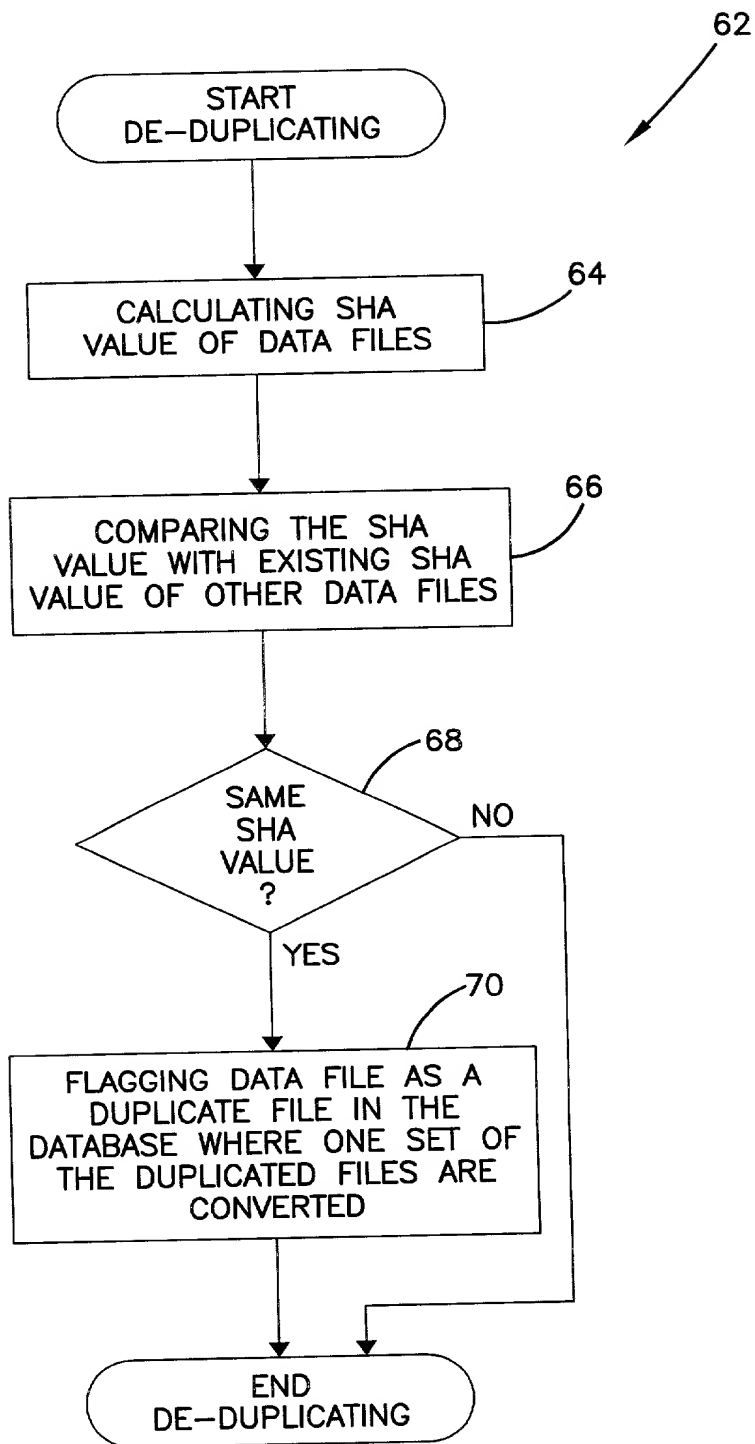 62
START
DE-DUPLICATING
64
CALCULATING SHA
VALUE OF DATA FILES
66
COMPARING THE SHA
VALUE WITH EXISTING SHA
VALUE OF OTHER DATA FILES
68
SAME
SHA
VALUE
?
NO
YES
70
FLAGGING DATA FILE AS A
DUPLICATE FILE IN THE
DATABASE WHERE ONE SET OF
THE DUPLICATED FILES ARE
CONVERTED
END
DE-DUPLICATING